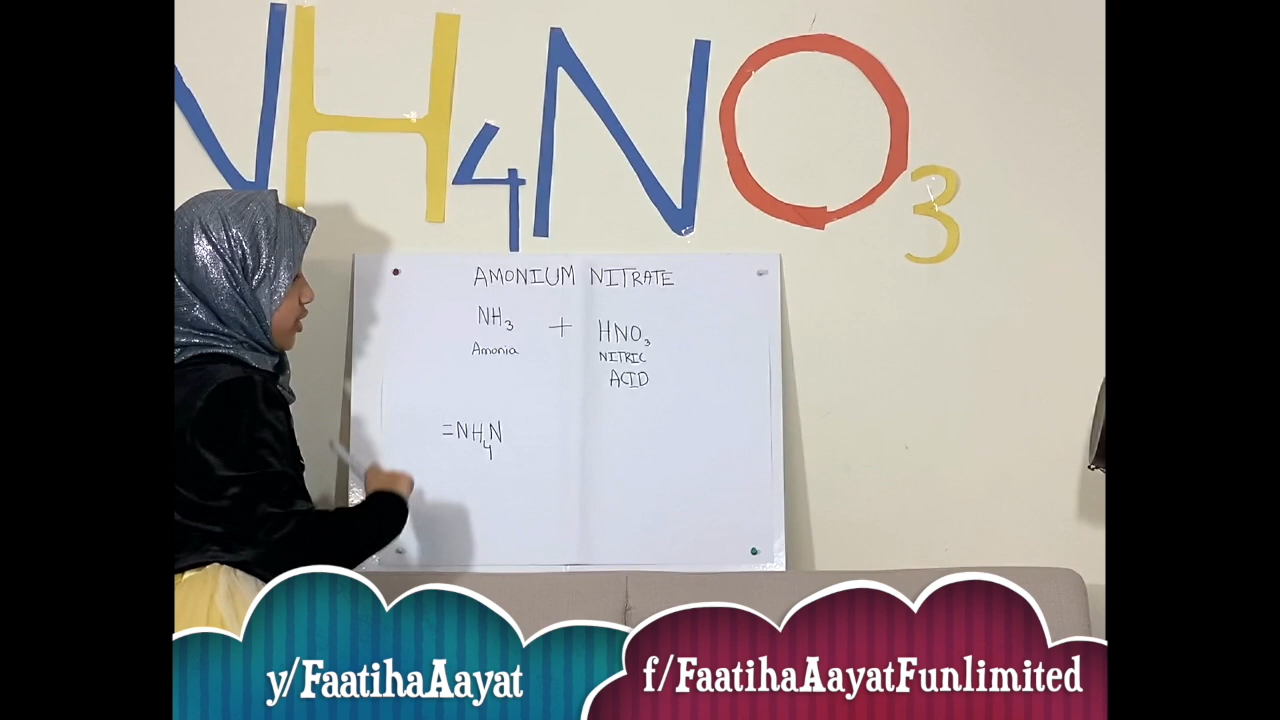 NH4NO3
AMONIUM NITRATE
NH3 + HNO3
Amonia NITRIC
ACID
=NH4N
y/FaatihaAayat
f/FaatihaAayatFunlimited